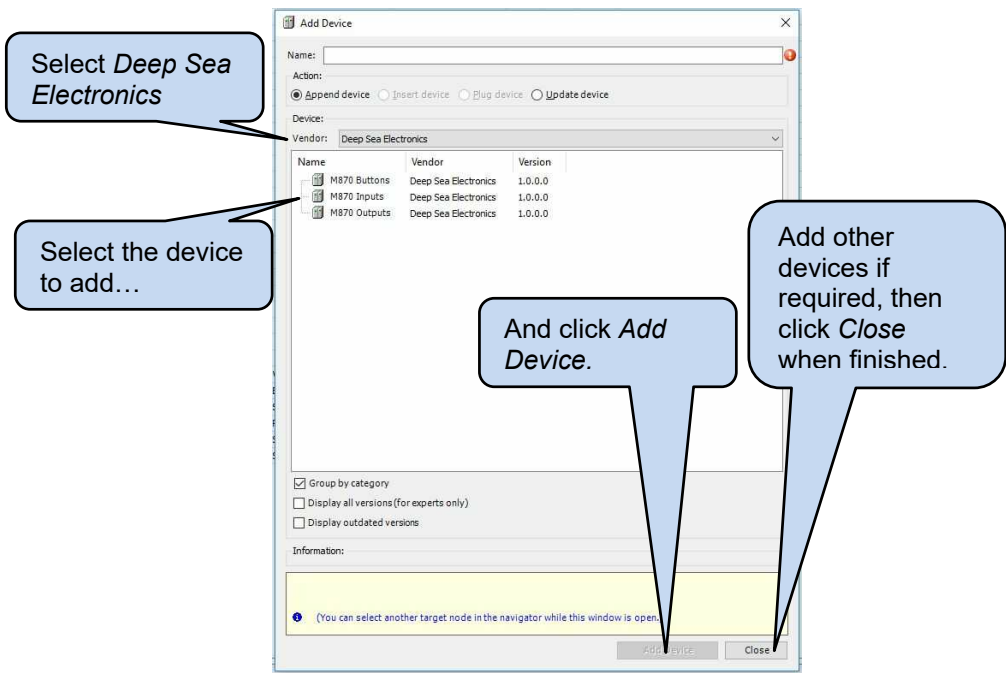 Add Device
Name:
Action:
Append device Insert device Plug device Update device
Device:
Vendor: Deep Sea Electronics
Name Vendor Version
M870 Buttons Deep Sea Electronics 1.0.0.0
M870 Inputs Deep Sea Electronics 1.0.0.0
M870 Outputs Deep Sea Electronics 1.0.0.0
Group by category
Display all versions (for experts only)
Display outdated versions
Information:
(You can select another target node in the navigator while this window is open.
Add Device Close
Select Deep Sea
Electronics
Select the device
to add…
And click Add
Device.
Add other
devices if
required, then
click Close
when finished.